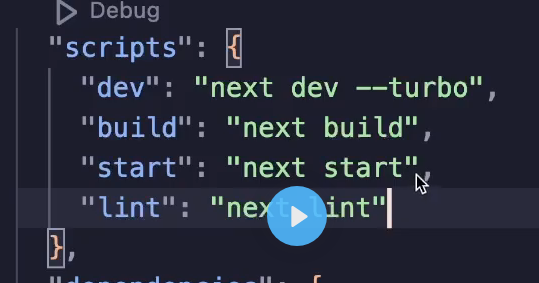 Debug
"scripts": {
"dev": "next dev --turbo",
"build": "next build",
"start": "next start",
"lint": "next lint"
},
"dependencies": {